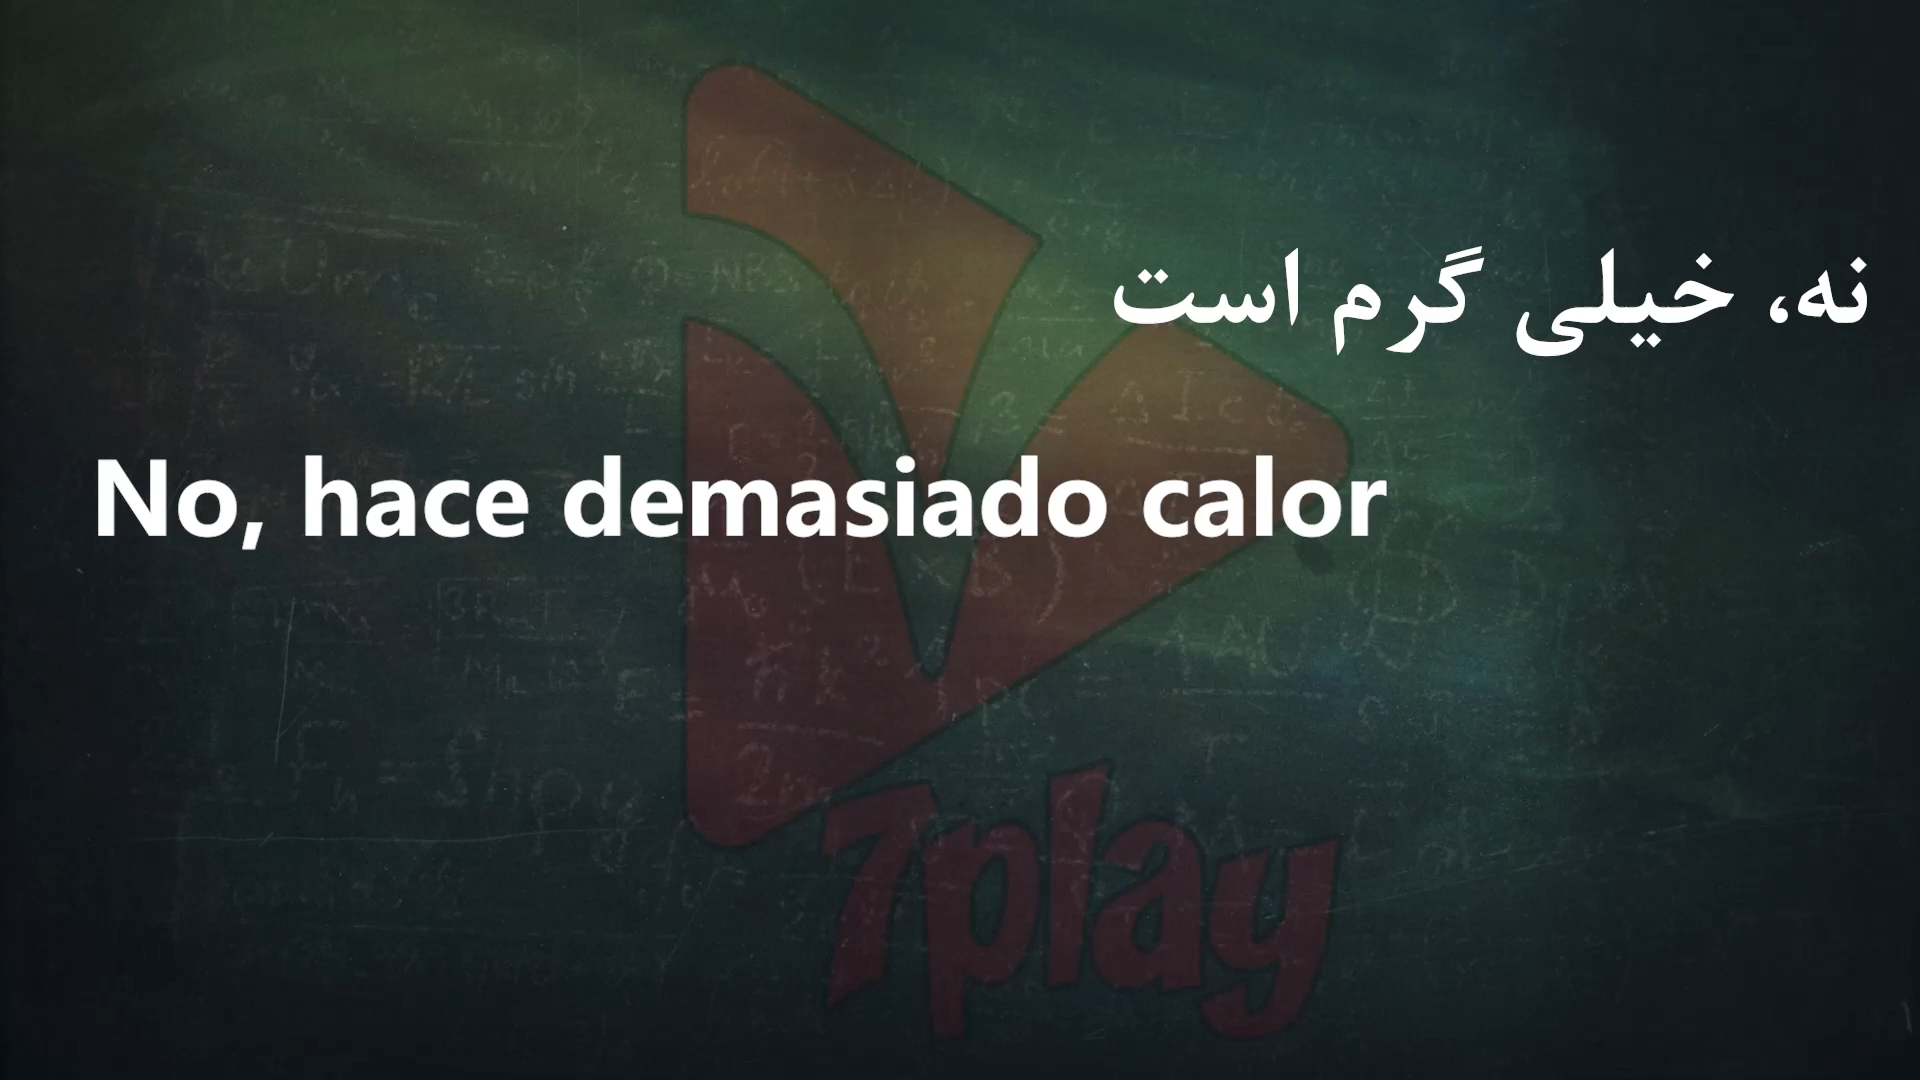 نه، خیلی گرم است
No, hace demasiado calor
7play